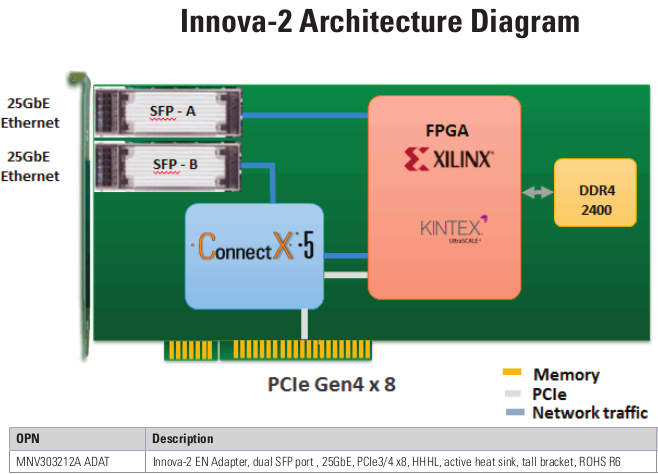 Innova-2 Architecture Diagram
25GbE
Ethernet
SFP - A
25GbE
Ethernet
SFP - B
FPGA
XILINX
KINTEX
UltraSCALE+
DDR4
2400
ConnectX·5
PCIe Gen4 x 8
Memory
PCIe
Network traffic
OPN Description
MNV303212A ADAT Innova-2 EN Adapter, dual SFP port , 25GbE, PCIe3/4 x8, HHHL, active heat sink, tall bracket, ROHS R6